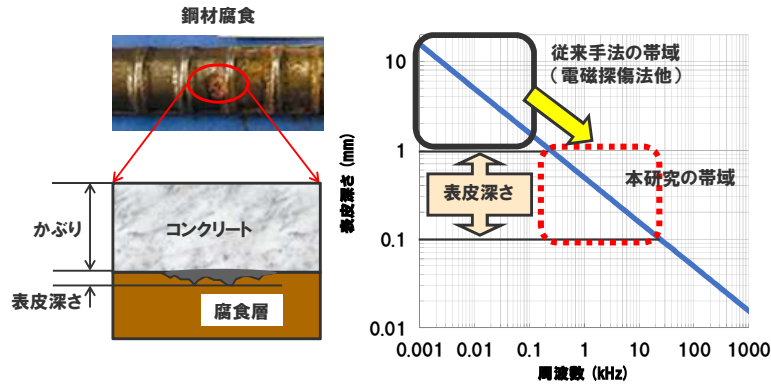 鋼材腐食
かぶり
コンクリート
表皮深さ
腐食層
従来手法の帯域
（電磁探傷法他）
表皮深さ
本研究の帯域
表皮深さ (mm)
10
1
0.1
0.01
0.001 0.01 0.1 1 10 100 1000
周波数 (kHz)